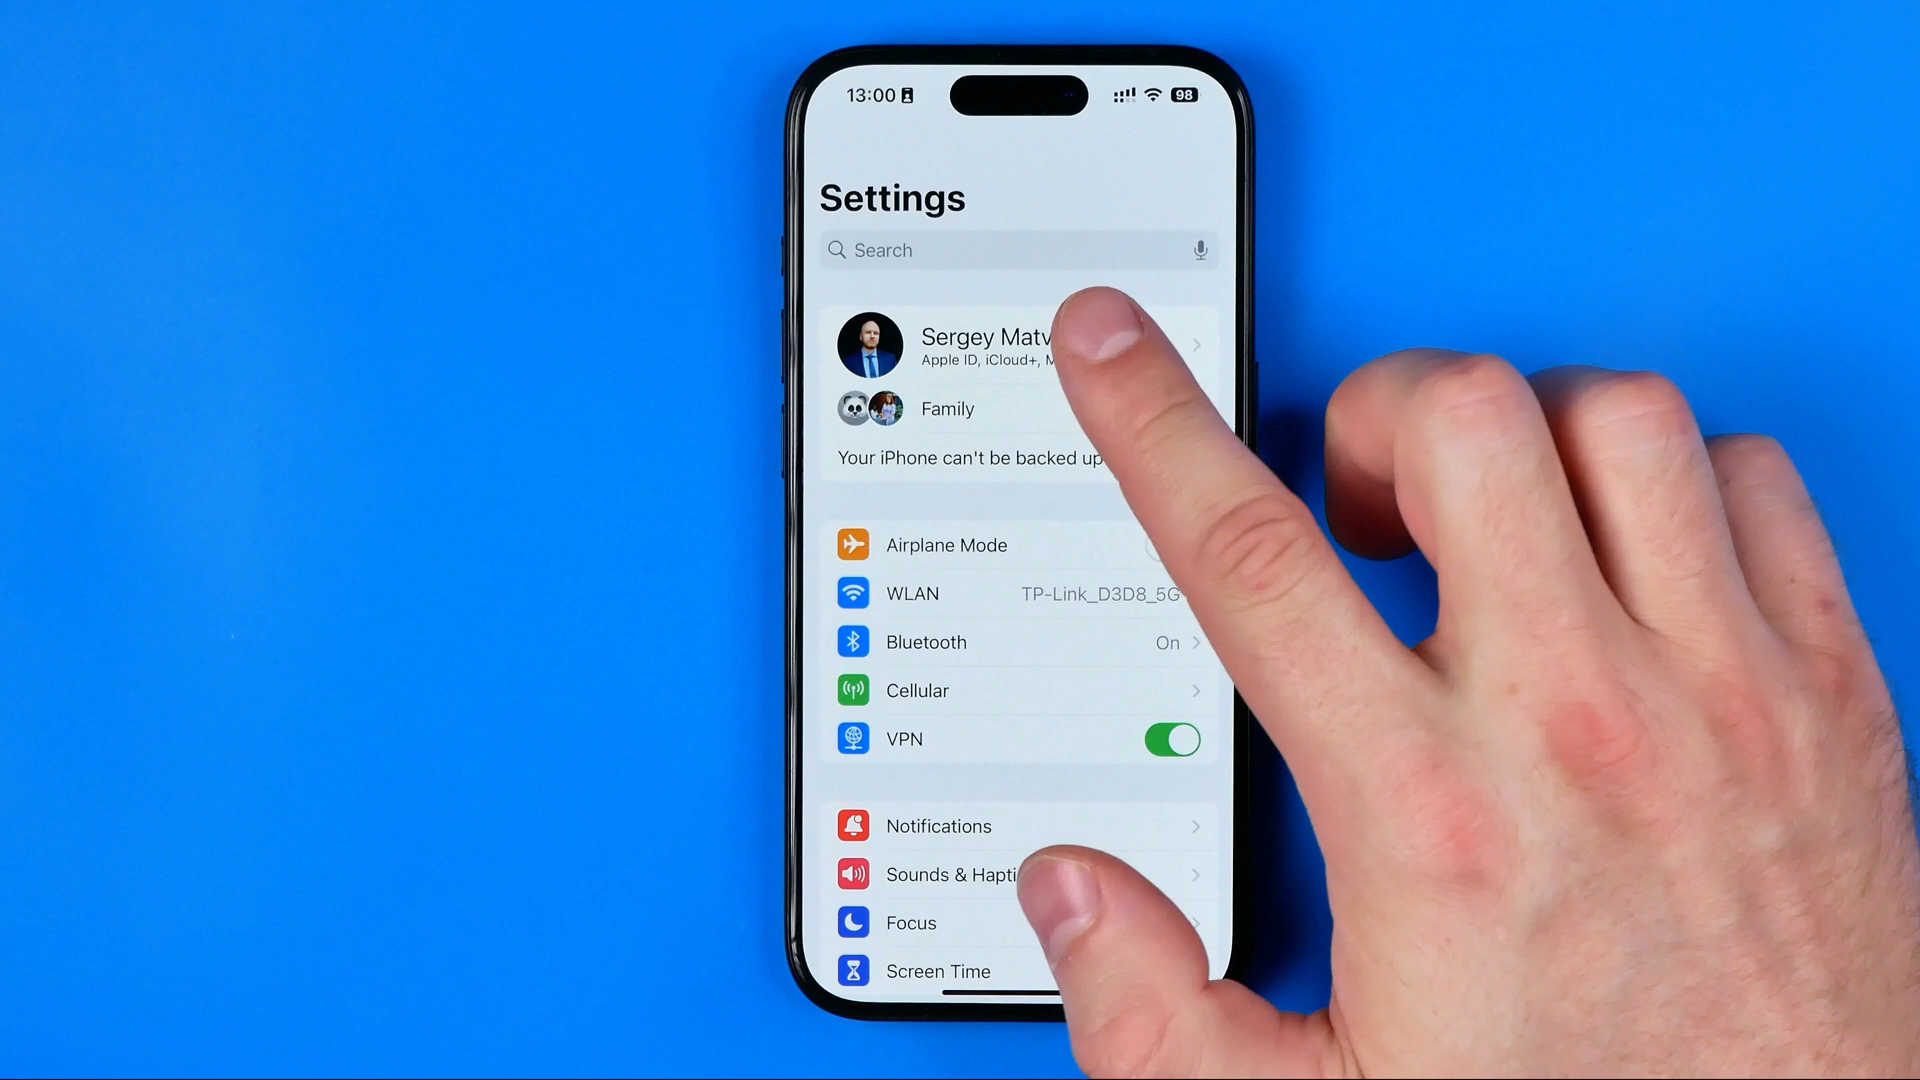 13:00 98
Settings
Search
Sergey Matv
Apple ID, iCloud+,
Family
Your iPhone can't be backed up
Airplane Mode
WLAN TP-Link_D3D8_5G
Bluetooth On
Cellular
VPN
Notifications
Sounds & Hapti
Focus
Screen Time